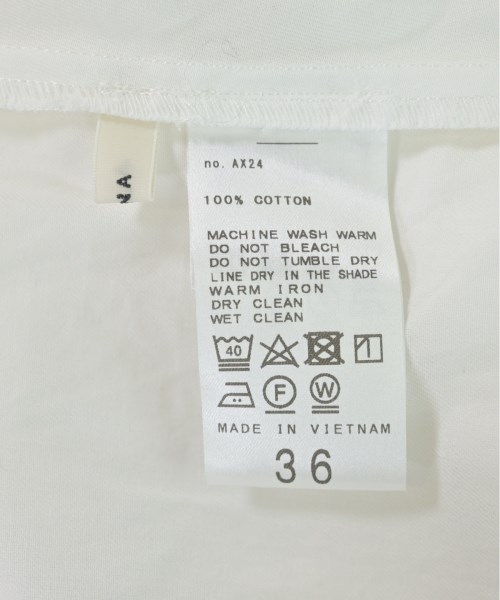 no. AX24
100% COTTON
MACHINE WASH WARM
DO NOT BLEACH
DO NOT TUMBLE DRY
LINE DRY IN THE SHADE
WARM IRON
DRY CLEAN
WET CLEAN
40
F W
MADE IN VIETNAM
36